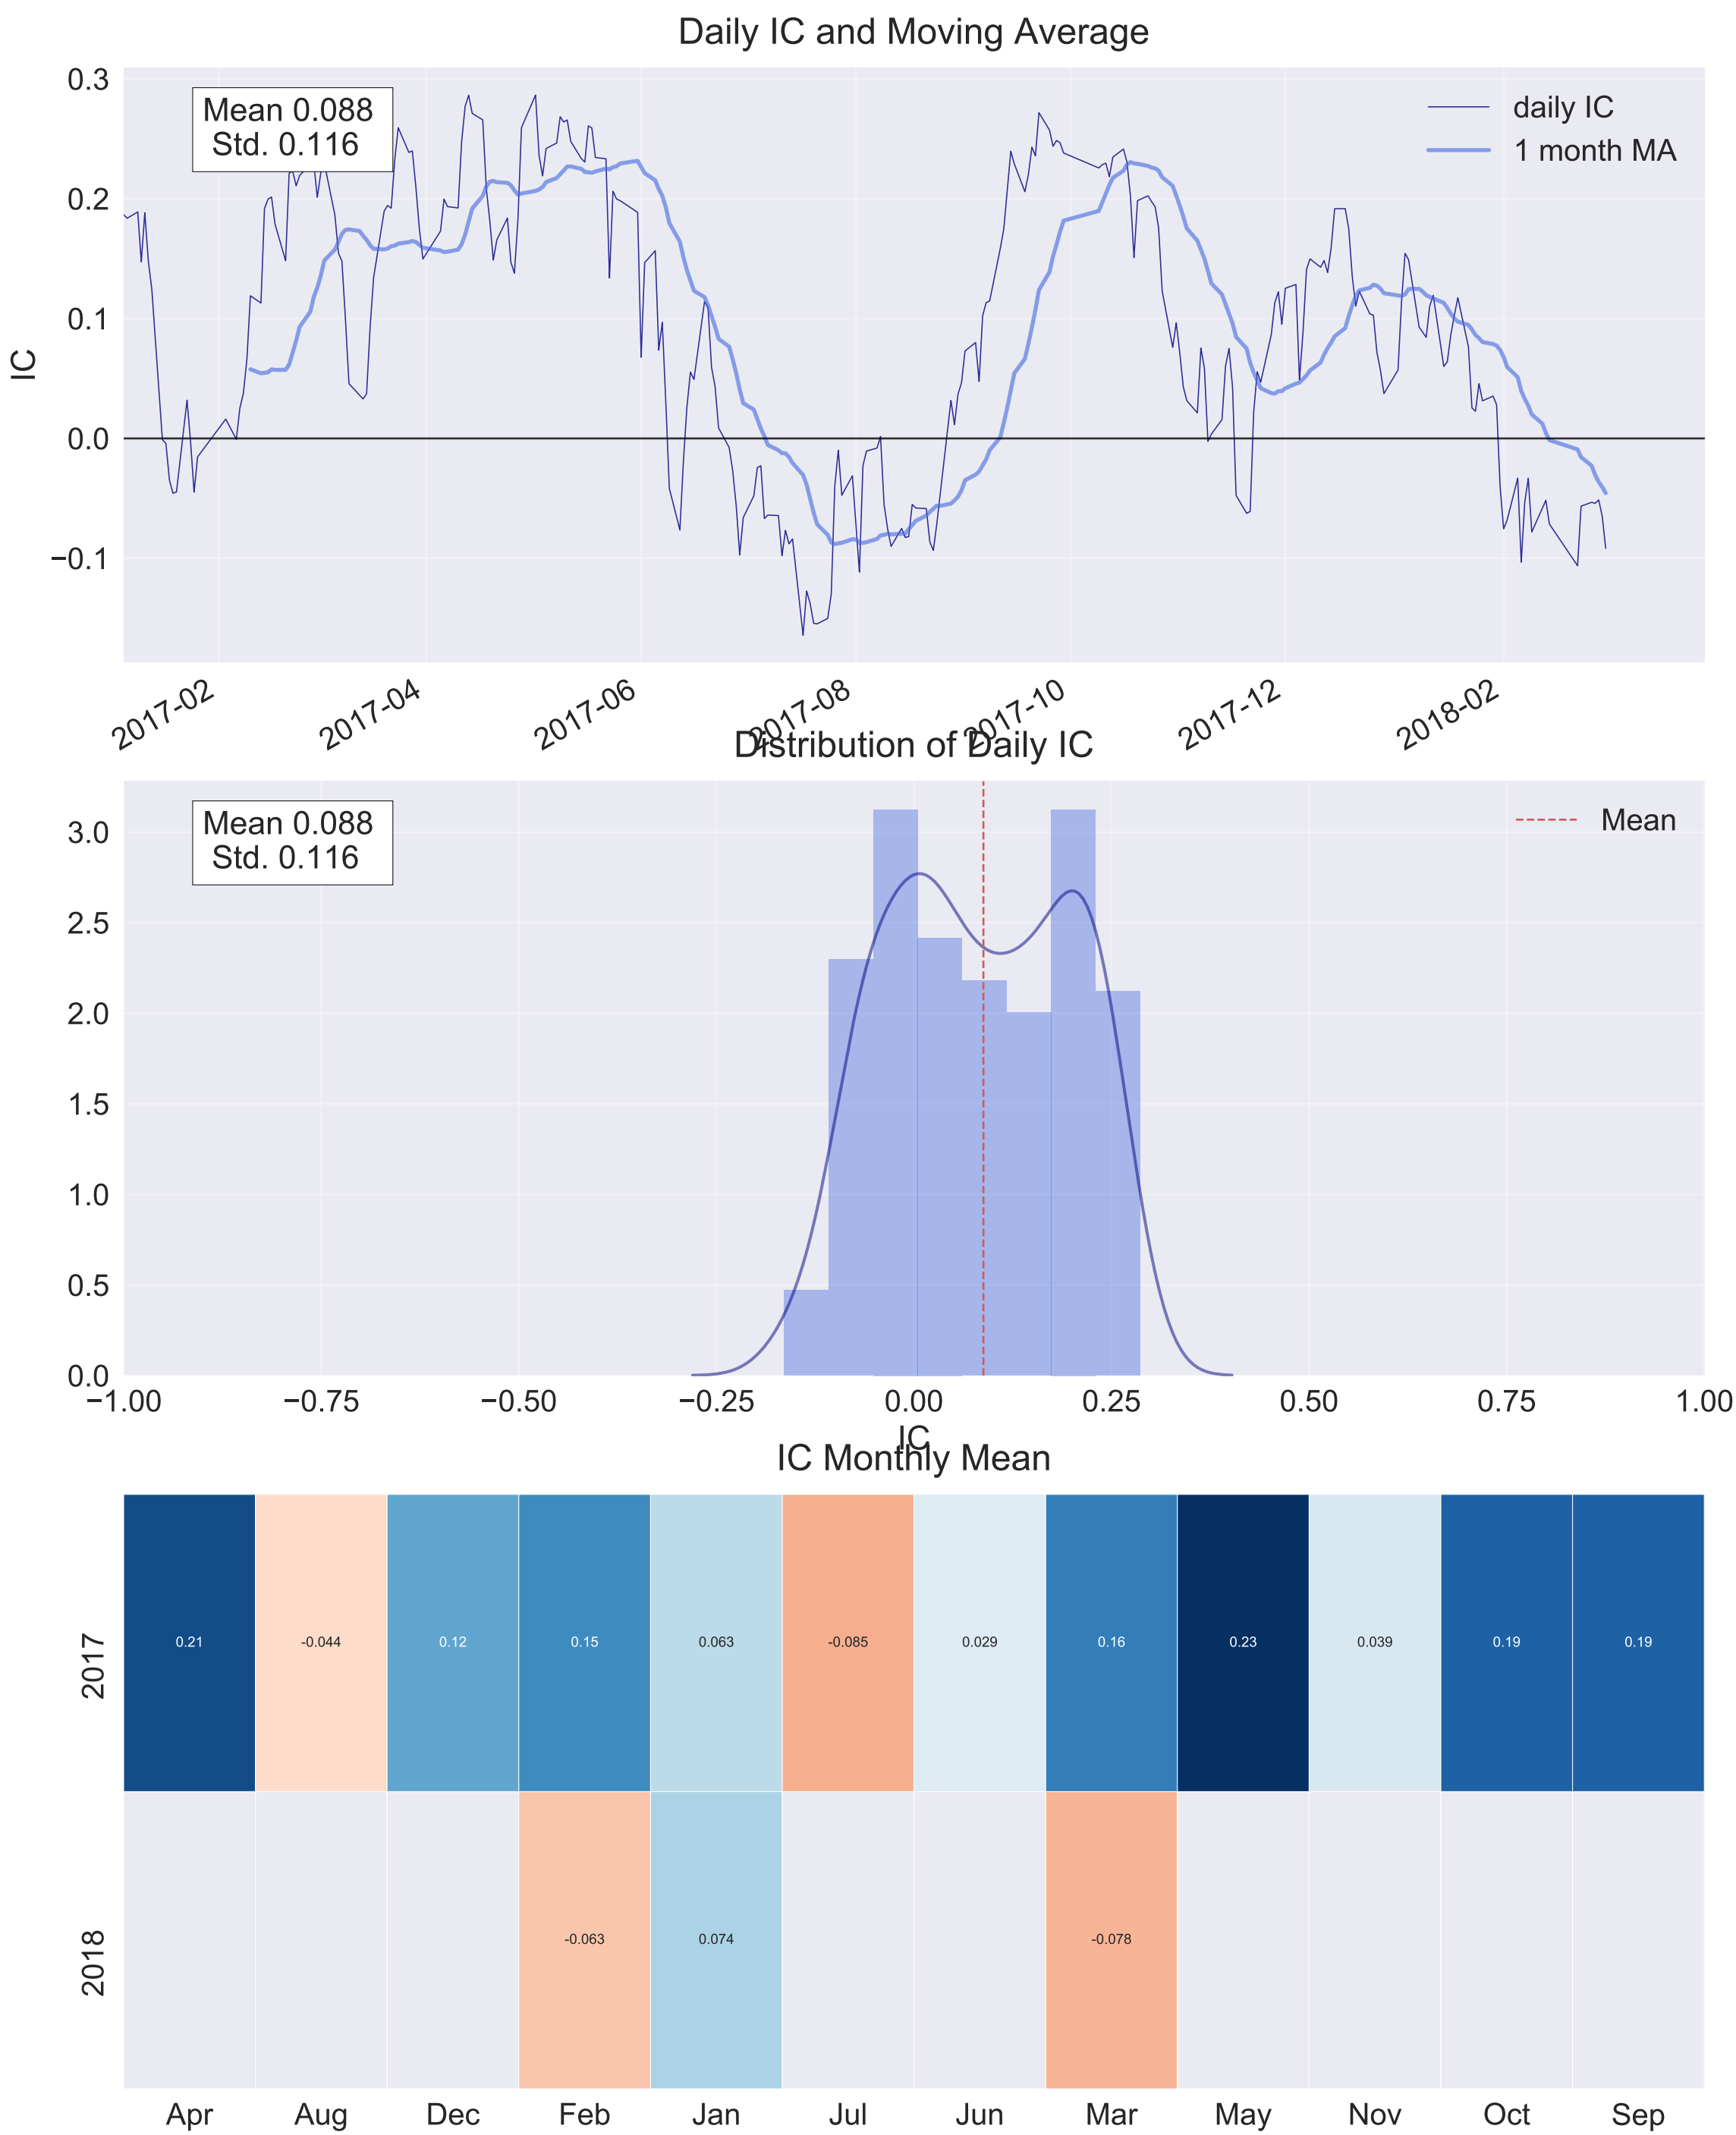 Daily IC and Moving Average
0.3
0.2
0.1
0.0
−0.1
IC
Mean 0.088
Std. 0.116
daily IC
1 month MA
2017-02
2017-04
2017-06
2017-08
2017-10
2017-12
2018-02
Distribution of Daily IC
3.0
2.5
2.0
1.5
1.0
0.5
0.0
Mean 0.088
Std. 0.116
Mean
−1.00 −0.75 −0.50 −0.25 0.00 0.25 0.50 0.75 1.00
IC
IC Monthly Mean
2017
0.21 -0.044 0.12 0.15 0.063 -0.085 0.029 0.16 0.23 0.039 0.19 0.19
2018
-0.063 0.074 -0.078
Apr Aug Dec Feb Jan Jul Jun Mar May Nov Oct Sep